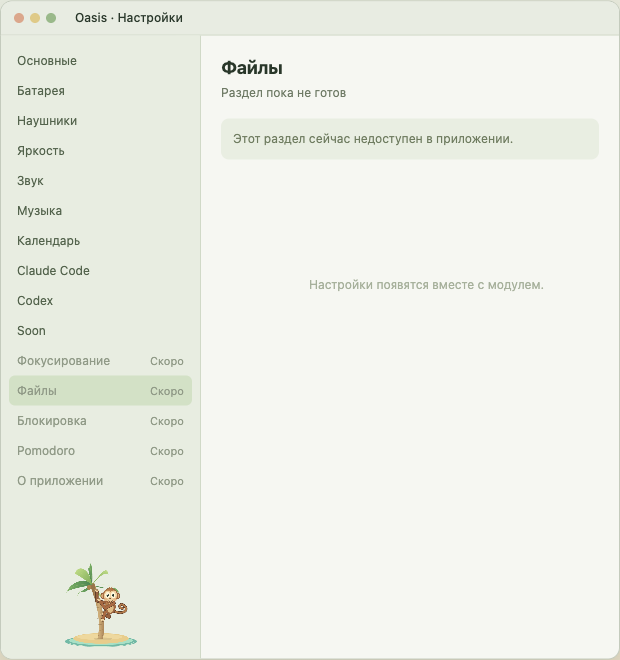 Oasis · Настройки
Основные
Батарея
Наушники
Яркость
Звук
Музыка
Календарь
Claude Code
Codex
Soon
Фокусирование Скоро
Файлы Скоро
Блокировка Скоро
Pomodoro Скоро
О приложении Скоро
Файлы
Раздел пока не готов
Этот раздел сейчас недоступен в приложении.
Настройки появятся вместе с модулем.